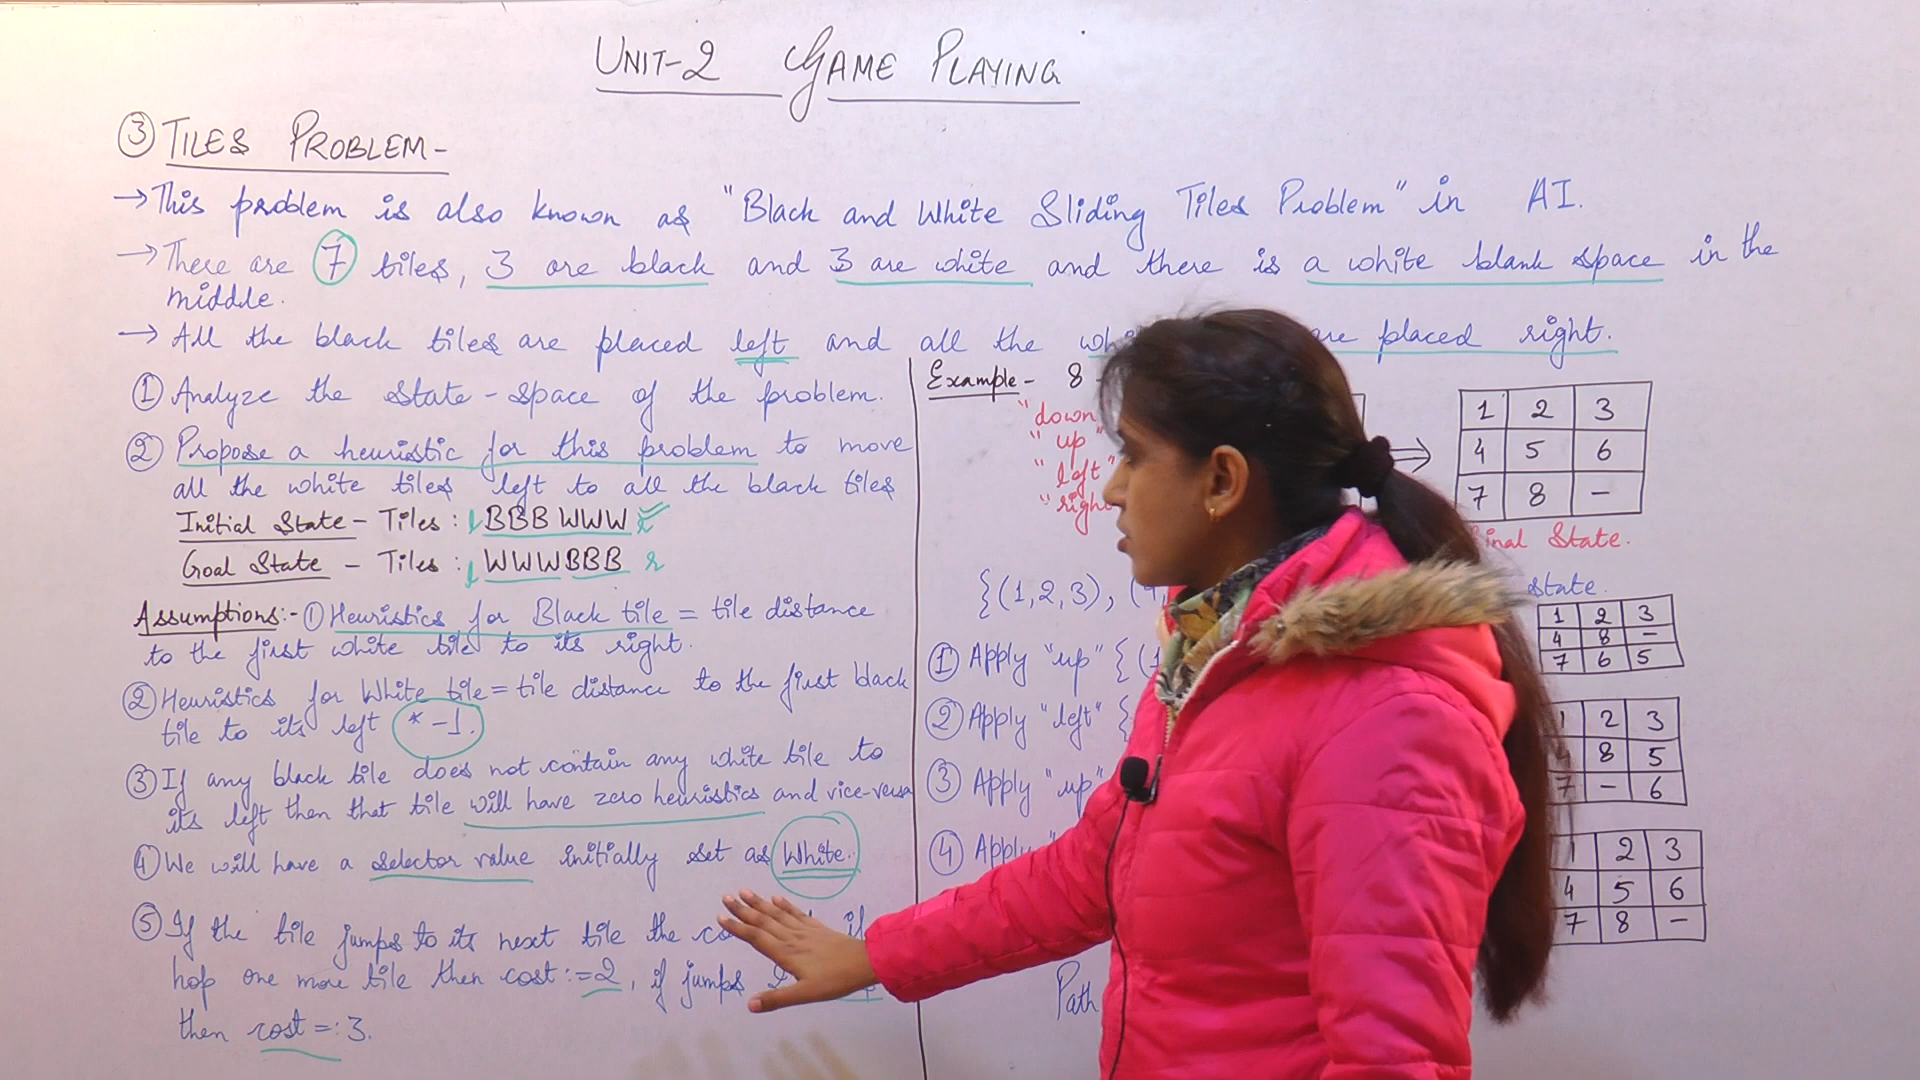 UNIT-2 GAME PLAYING
③ TILES PROBLEM-
→ This problem is also known as "Black and White Sliding Tiles Problem" in AI.
→ There are 7 tiles, 3 are black and 3 are white and there is a white blank space in the
middle.
→ All the black tiles are placed left and all the are placed right.
① Analyze the state-space of the problem.
② Propose a heuristic for this problem to move
all the white tiles left to all the black tiles
Initial State - Tiles: l BBB WWW r
Goal State - Tiles: l WWWBBB r
Assumptions:- ① Heuristics for Black tile = tile distance
to the first white tile to its right.
② Heuristics for White tile = tile distance to the first black
tile to its left * -1.
③ If any black tile does not contain any white tile to
its left then that tile will have zero heuristics and vice-versa
④ We will have a selector value initially set as White.
⑤ If the tile jumps to its next tile the if
hop one more tile then cost:=2, if jumps
then cost=:3.
Example- 8
"down
"up"
"left"
"right
⇒
1 2 3
4 5 6
7 8 -
Final State.
{(1,2,3), (
state
1 2 3
4 8 -
7 6 5
① Apply "up" {(
② Apply "left" {
1 2 3
8 5
7 - 6
③ Apply "up"
④ Apply
1 2 3
4 5 6
7 8 -
Path